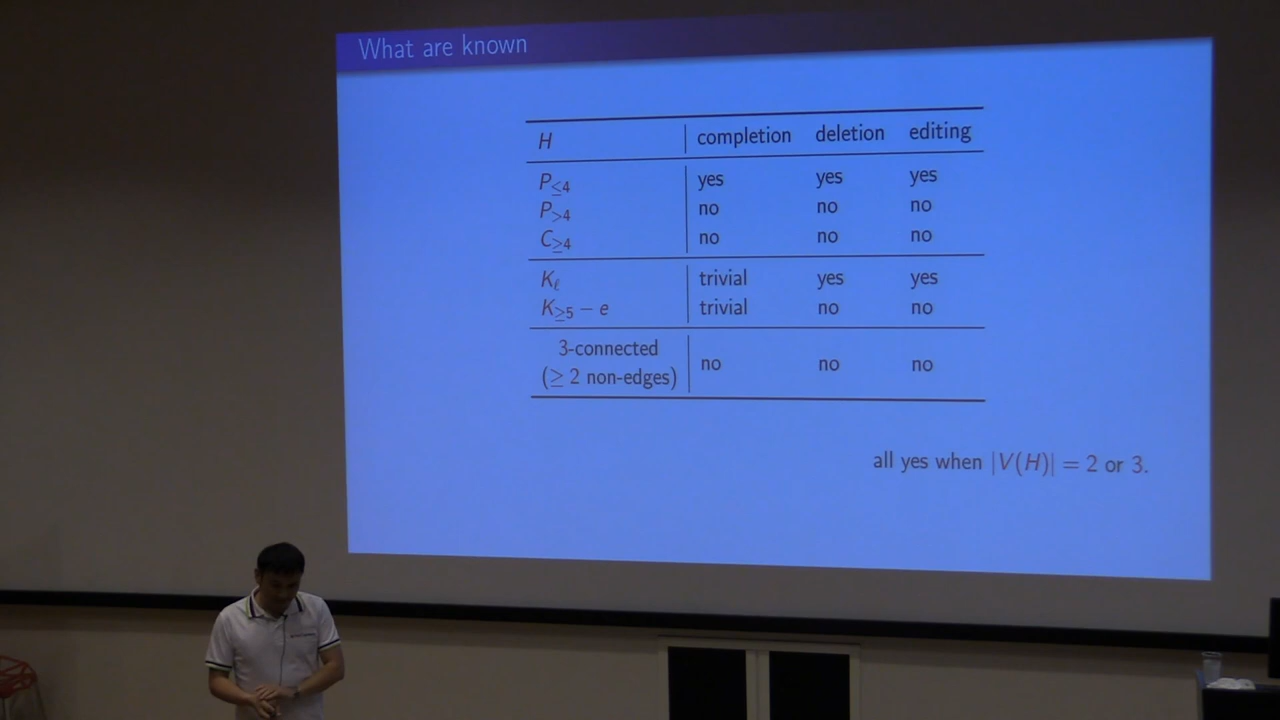 What are known
H completion deletion editing
P≤4 yes yes yes
P>4 no no no
C≥4 no no no
Kℓ trivial yes yes
K≥5 − e trivial no no
3-connected
(≥ 2 non-edges) no no no
all yes when |V(H)| = 2 or 3.